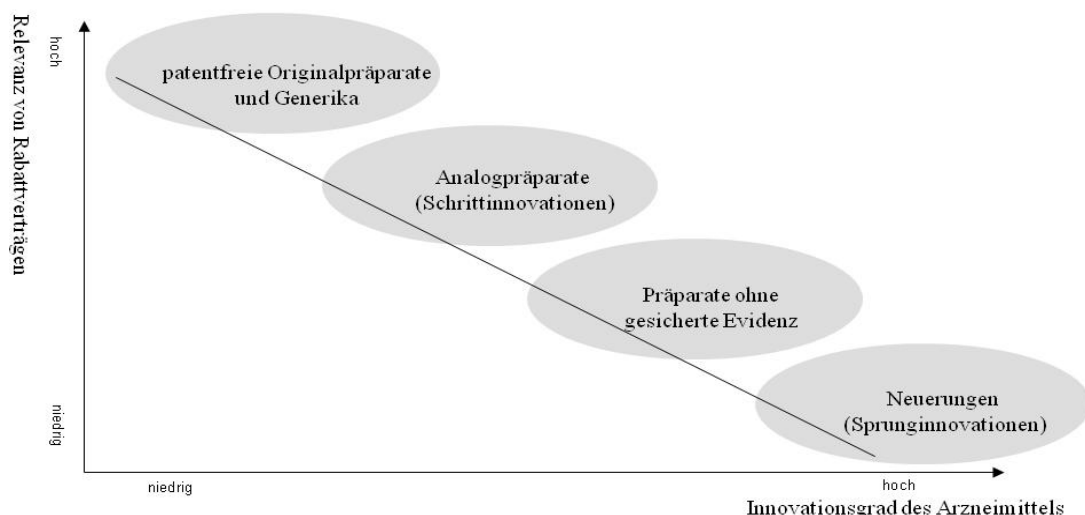 Relevanz von Rabattverträgen
hoch
niedrig
patentfreie Originalpräparate
und Generika
Analogpräparate
(Schrittinnovationen)
Präparate ohne
gesicherte Evidenz
Neuerungen
(Sprunginnovationen)
niedrig
hoch
Innovationsgrad des Arzneimittels